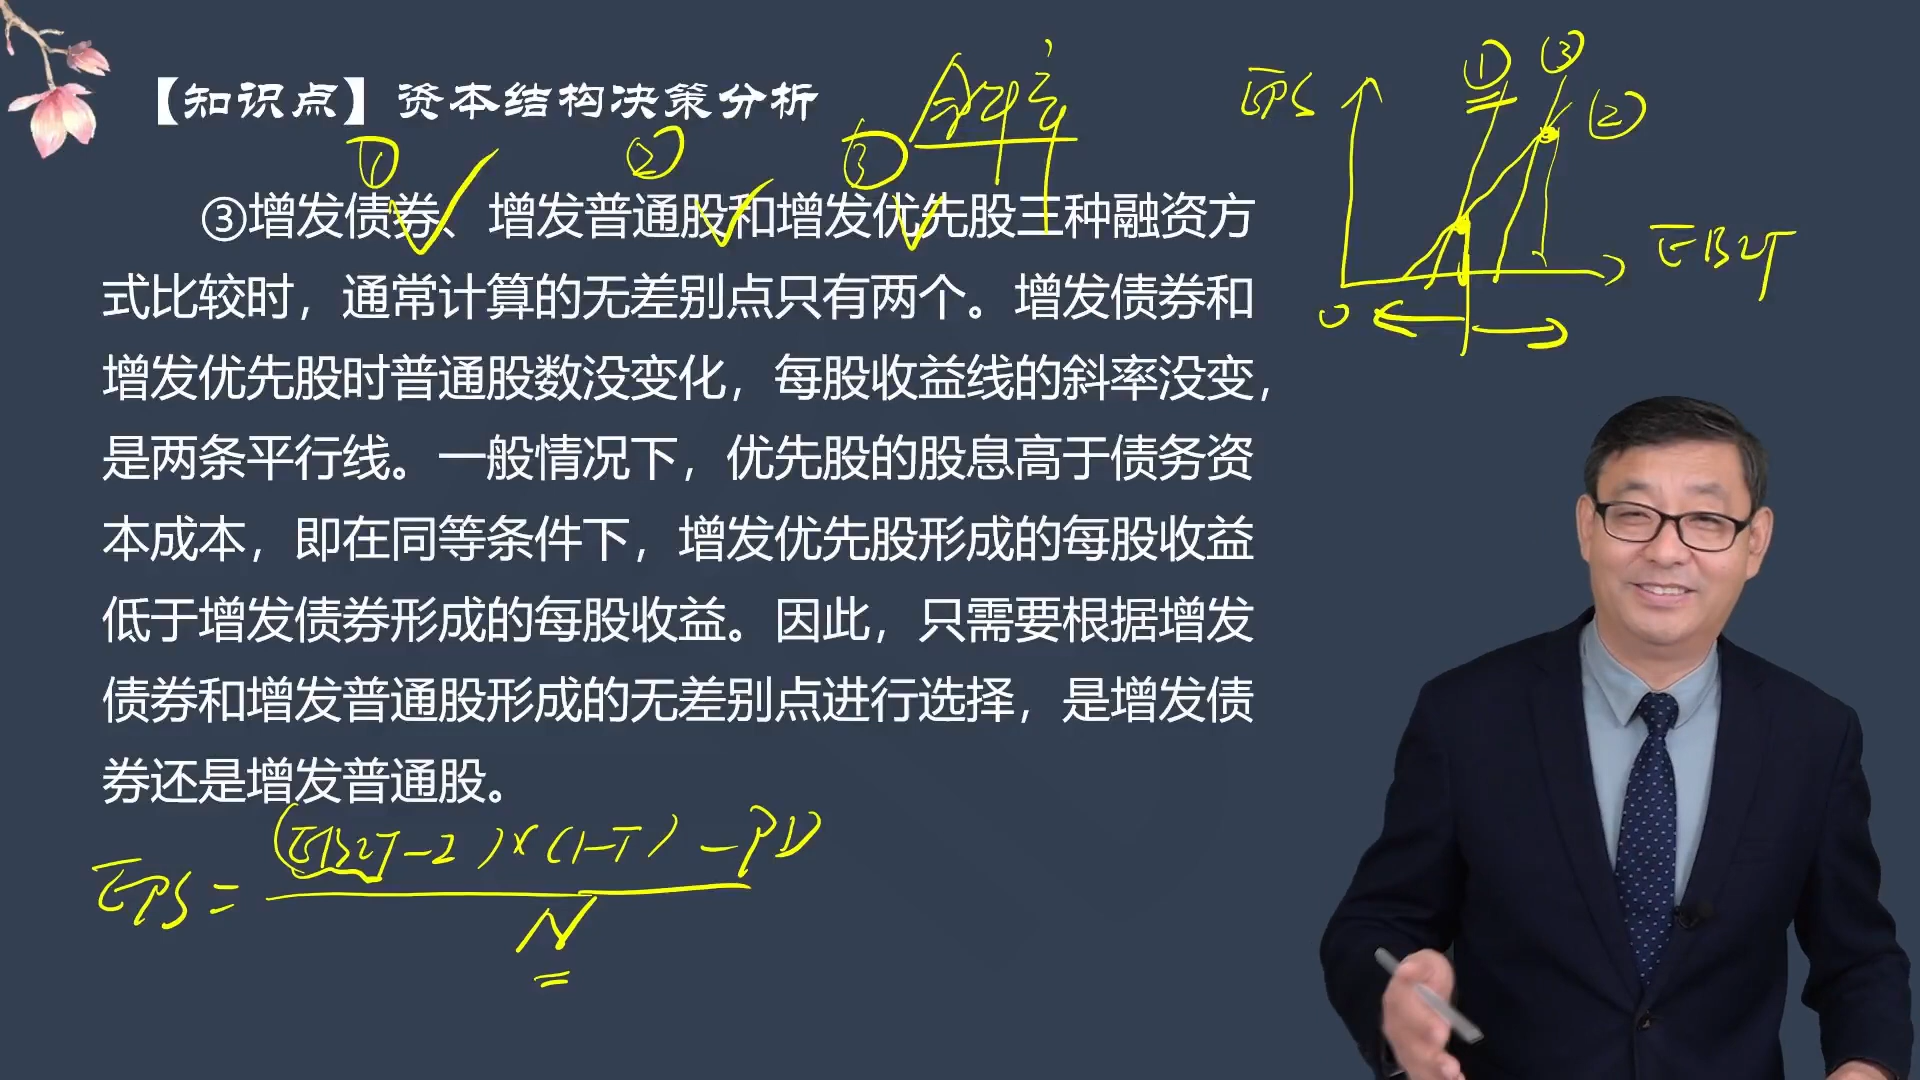 【知识点】资本结构决策分析
斜率
① ② ③
③增发债券、增发普通股和增发优先股三种融资方
式比较时，通常计算的无差别点只有两个。增发债券和
增发优先股时普通股数没变化，每股收益线的斜率没变，
是两条平行线。一般情况下，优先股的股息高于债务资
本成本，即在同等条件下，增发优先股形成的每股收益
低于增发债券形成的每股收益。因此，只需要根据增发
债券和增发普通股形成的无差别点进行选择，是增发债
券还是增发普通股。
EPS = (EBIT-I)×(1-T)-PD
N
EPS
① ③ ②
EBIT
0